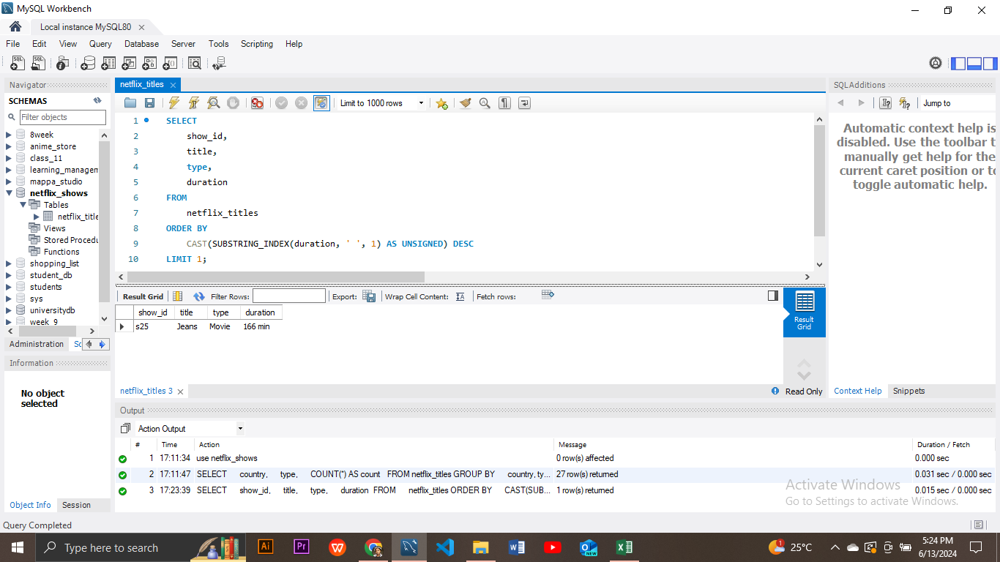 MySQL Workbench
Local instance MySQL80
File Edit View Query Database Server Tools Scripting Help
Navigator
SCHEMAS
Filter objects
8week
anime_store
class_11
learning_managem
mappa_studio
netflix_shows
Tables
netflix_title
Views
Stored Procedu
Functions
shopping_list
student_db
students
sys
universitydb
week_9
Administration Sc
Information
No object
selected
Object Info Session
Query Completed
netflix_titles
Limit to 1000 rows
1 SELECT
2 show_id,
3 title,
4 type,
5 duration
6 FROM
7 netflix_titles
8 ORDER BY
9 CAST(SUBSTRING_INDEX(duration, ' ', 1) AS UNSIGNED) DESC
10 LIMIT 1;
Result Grid Filter Rows: Export: Wrap Cell Content: Fetch rows:
show_id title type duration
s25 Jeans Movie 166 min
Result
Grid
netflix_titles 3
Read Only
SQLAdditions
Jump to
Automatic context help is
disabled. Use the toolbar t
manually get help for the
current caret position or to
toggle automatic help.
Context Help Snippets
Output
Action Output
# Time Action Message Duration / Fetch
1 17:11:34 use netflix_shows 0 row(s) affected 0.000 sec
2 17:11:47 SELECT country, type, COUNT(*) AS count FROM netflix_titles GROUP BY country, ty... 27 row(s) returned 0.031 sec / 0.000 sec
3 17:23:39 SELECT show_id, title, type, duration FROM netflix_titles ORDER BY CAST(SUB... 1 row(s) returned 0.015 sec / 0.000 sec
Activate Windows
Go to Settings to activate Windows.
Type here to search
Ai
Pr
W
NEW
1
25°C
5:24 PM
6/13/2024